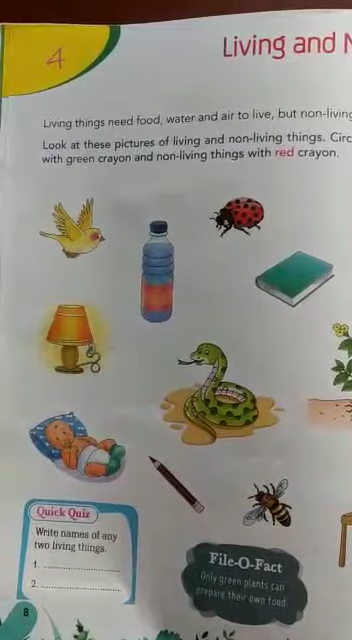 4
Living and N
Living things need food, water and air to live, but non-living
Look at these pictures of living and non-living things. Circ
with green crayon and non-living things with red crayon.
Quick Quiz
Write names of any
two living things.
1.
2.
File-O-Fact
Only green plants can
prepare their own food
8